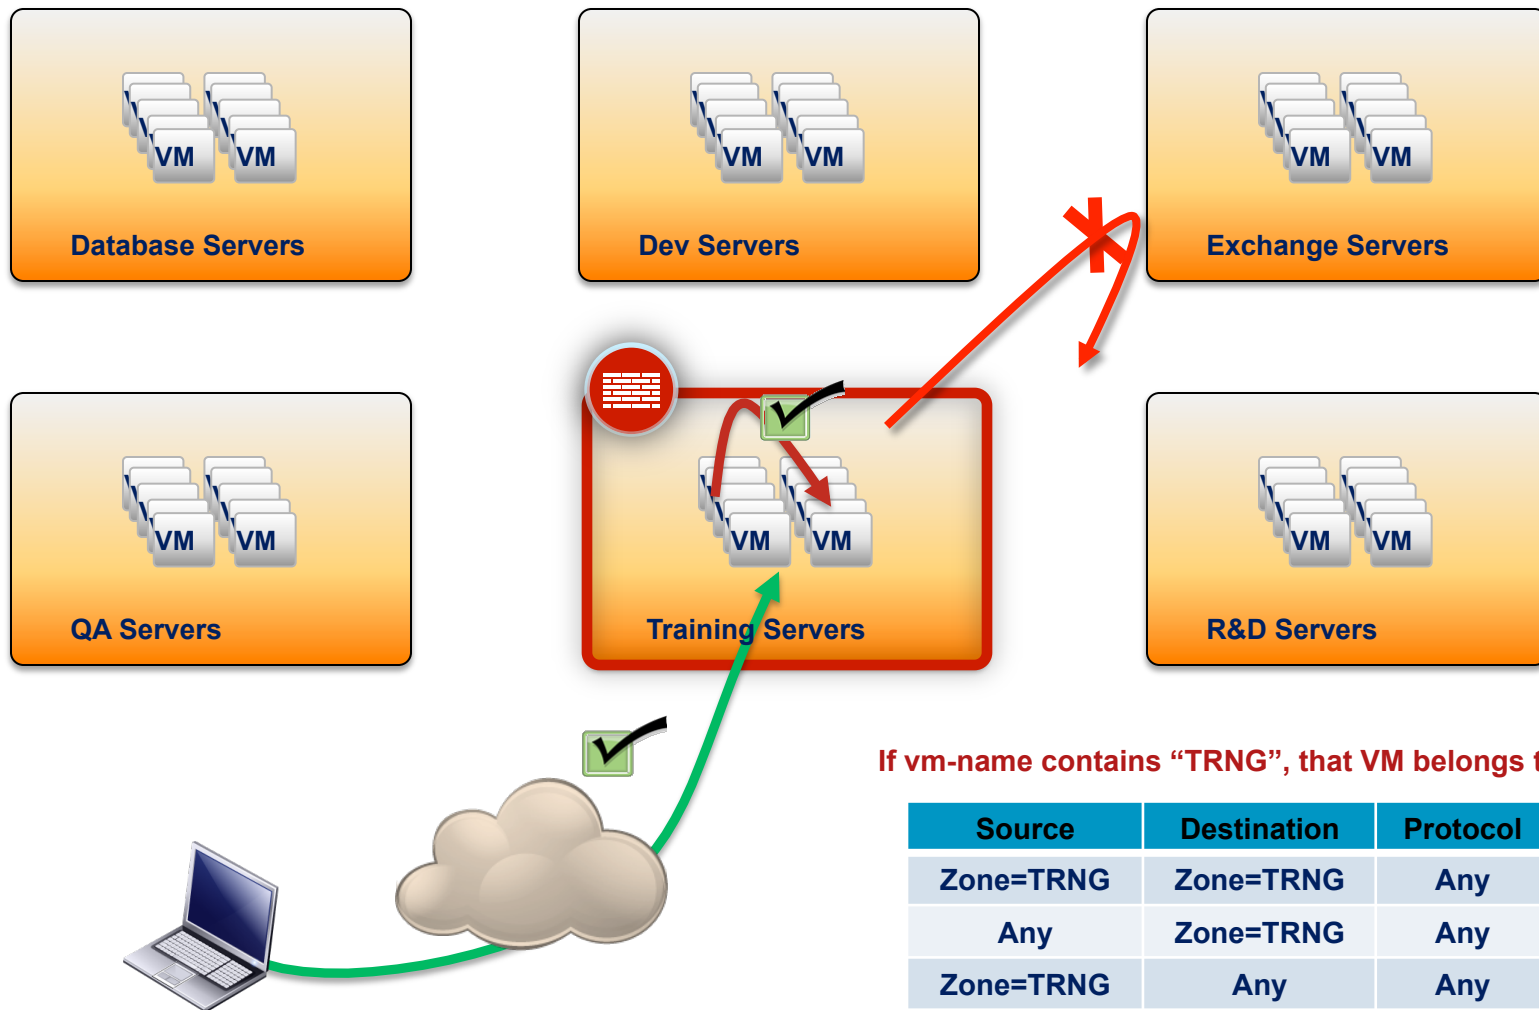 VM VM
Database Servers
VM VM
Dev Servers
VM VM
Exchange Servers
VM VM
QA Servers
VM VM
Training Servers
VM VM
R&D Servers
If vm-name contains “TRNG”, that VM belongs
Source Destination Protocol
Zone=TRNG Zone=TRNG Any
Any Zone=TRNG Any
Zone=TRNG Any Any